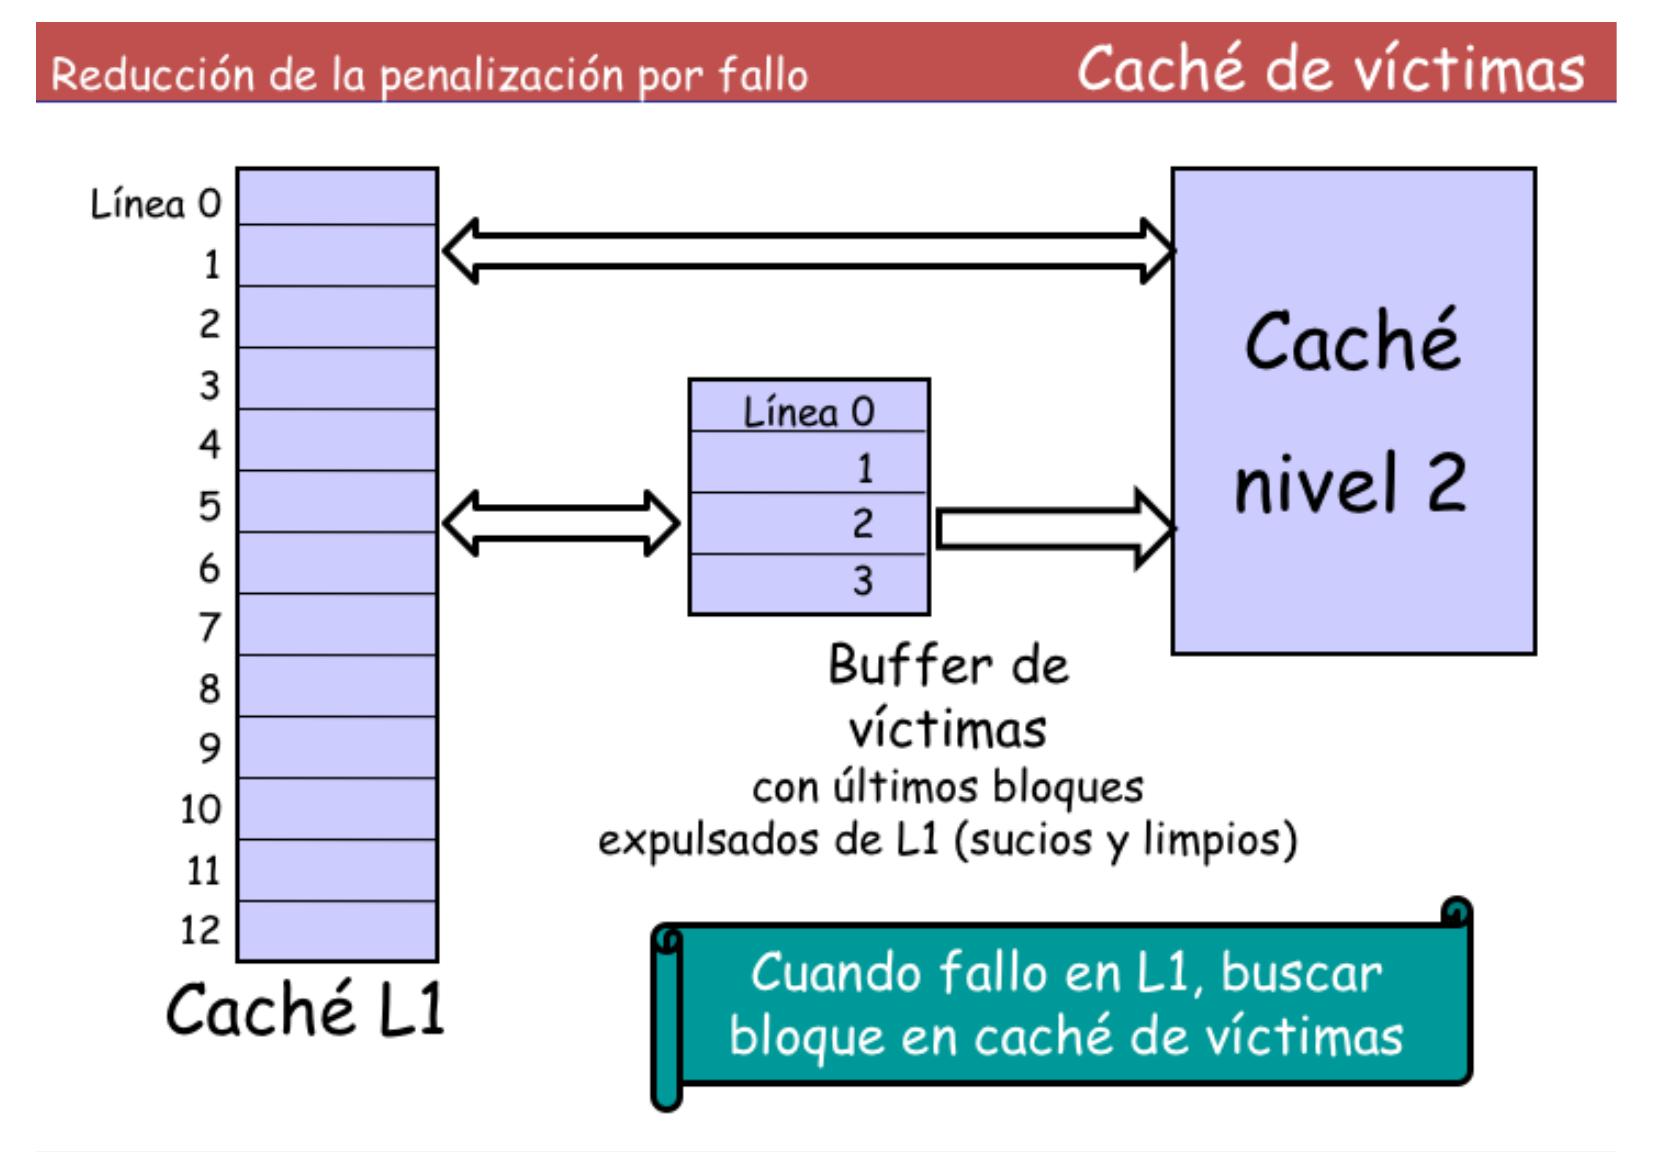 Reducción de la penalización por fallo
Caché de víctimas
Línea 0
1
2
3
4
5
6
7
8
9
10
11
12
Caché L1
Línea 0
1
2
3
Buffer de
víctimas
con últimos bloques
expulsados de L1 (sucios y limpios)
Caché
nivel 2
Cuando fallo en L1, buscar
bloque en caché de víctimas